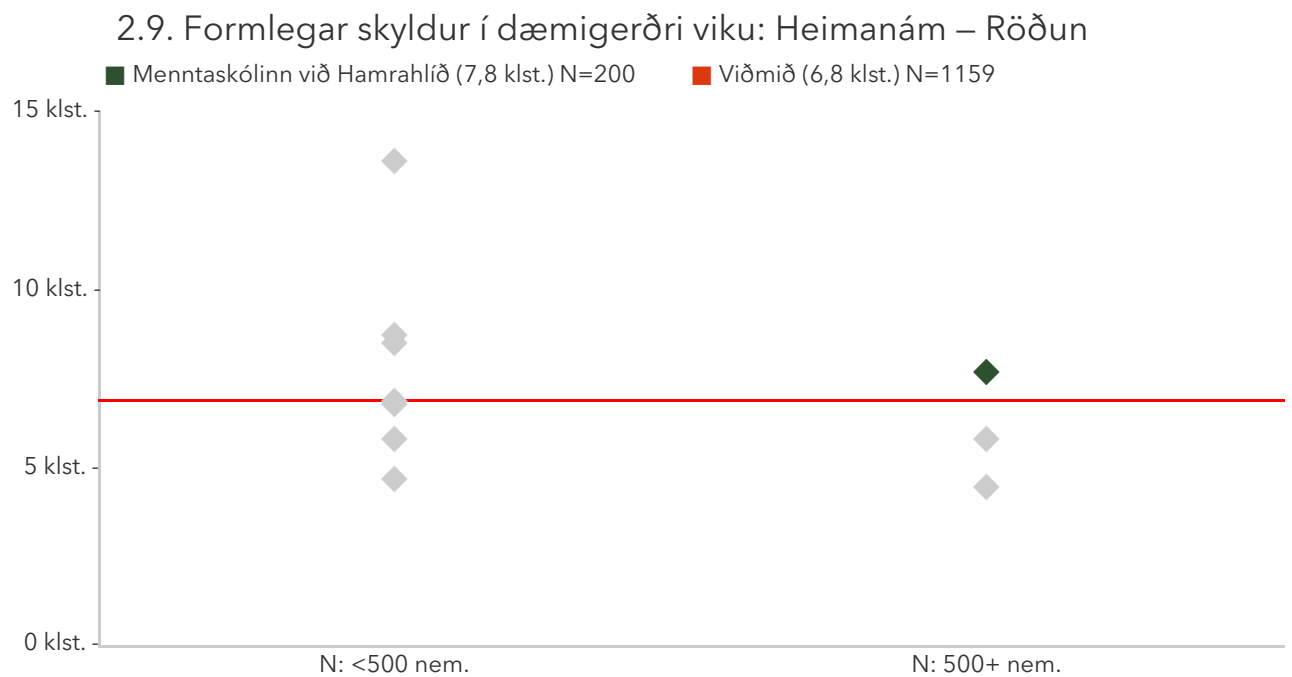 2.9. Formlegar skyldur í dæmigerðri viku: Heimanám – Röðun
Menntaskólinn við Hamrahlíð (7,8 klst.) N=200
Viðmið (6,8 klst.) N=1159
15 klst.
10 klst.
5 klst.
0 klst.
N: <500 nem.
N: 500+ nem.